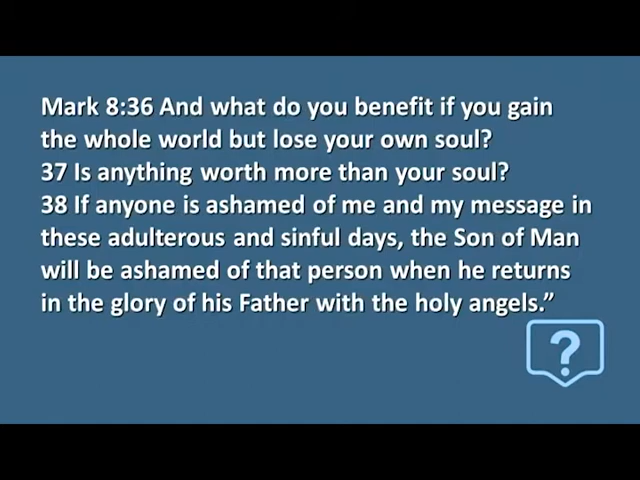 Mark 8:36 And what do you benefit if you gain
the whole world but lose your own soul?
37 Is anything worth more than your soul?
38 If anyone is ashamed of me and my message in
these adulterous and sinful days, the Son of Man
will be ashamed of that person when he returns
in the glory of his Father with the holy angels.”
?